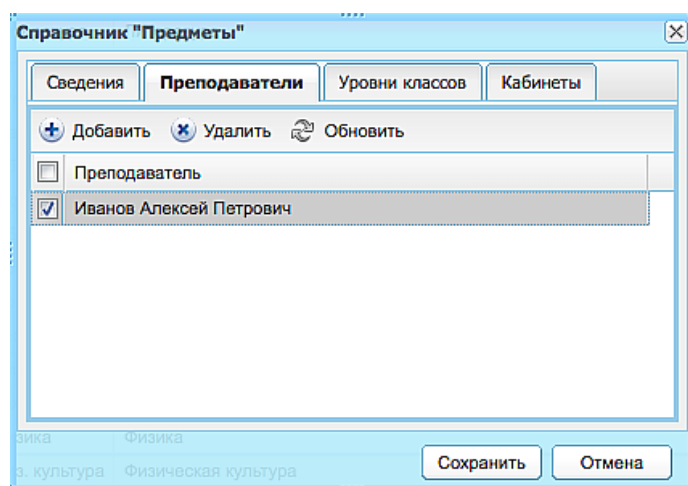 Справочник "Предметы"
Сведения Преподаватели Уровни классов Кабинеты
Добавить Удалить Обновить
Преподаватель
Иванов Алексей Петрович
зика Физика
з. культура Физическая культура
Сохранить Отмена